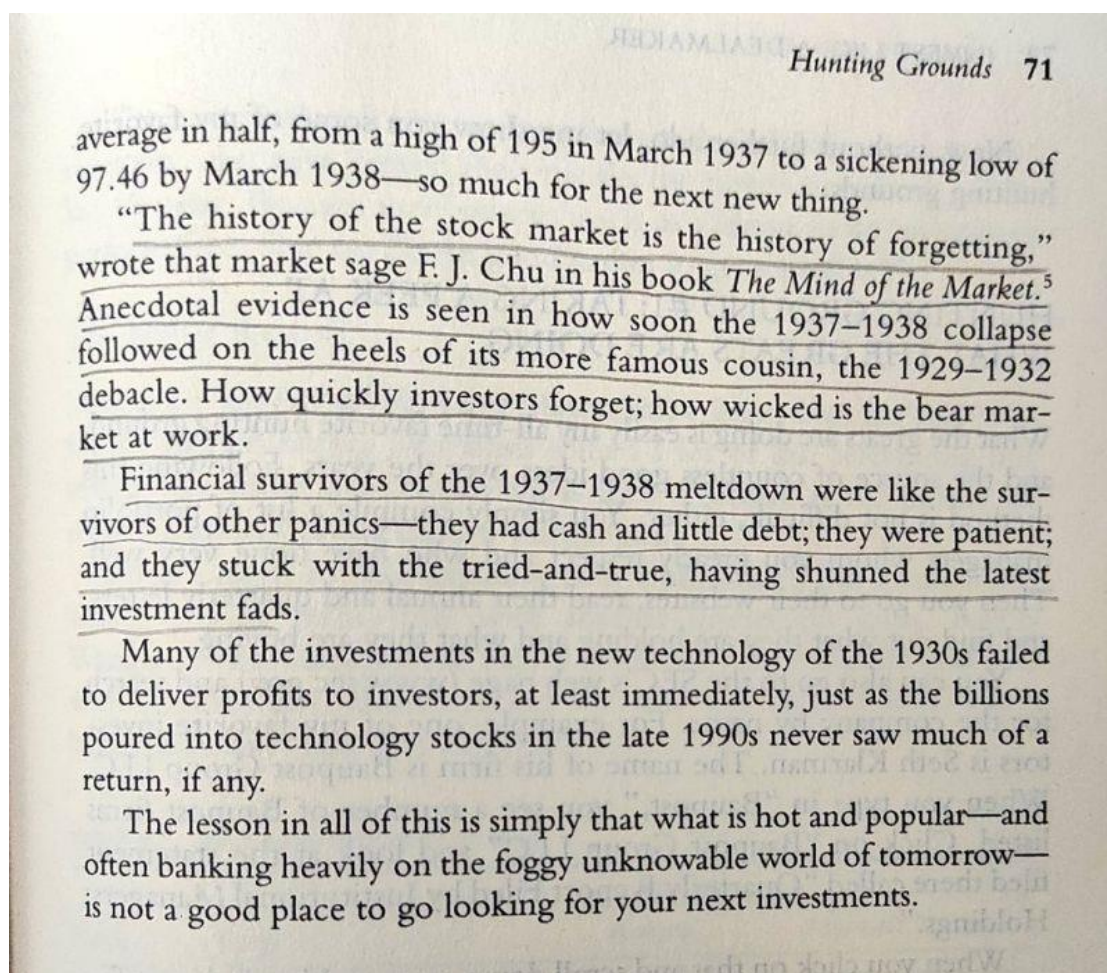 Hunting Grounds 71
average in half, from a high of 195 in March 1937 to a sickening low of
97.46 by March 1938—so much for the next new thing.
“The history of the stock market is the history of forgetting,”
wrote that market sage F. J. Chu in his book The Mind of the Market.5
Anecdotal evidence is seen in how soon the 1937–1938 collapse
followed on the heels of its more famous cousin, the 1929–1932
debacle. How quickly investors forget; how wicked is the bear mar-
ket at work.
Financial survivors of the 1937–1938 meltdown were like the sur-
vivors of other panics—they had cash and little debt; they were patient;
and they stuck with the tried-and-true, having shunned the latest
investment fads.
Many of the investments in the new technology of the 1930s failed
to deliver profits to investors, at least immediately, just as the billions
poured into technology stocks in the late 1990s never saw much of a
return, if any.
The lesson in all of this is simply that what is hot and popular—and
often banking heavily on the foggy unknowable world of tomorrow—
is not a good place to go looking for your next investments.